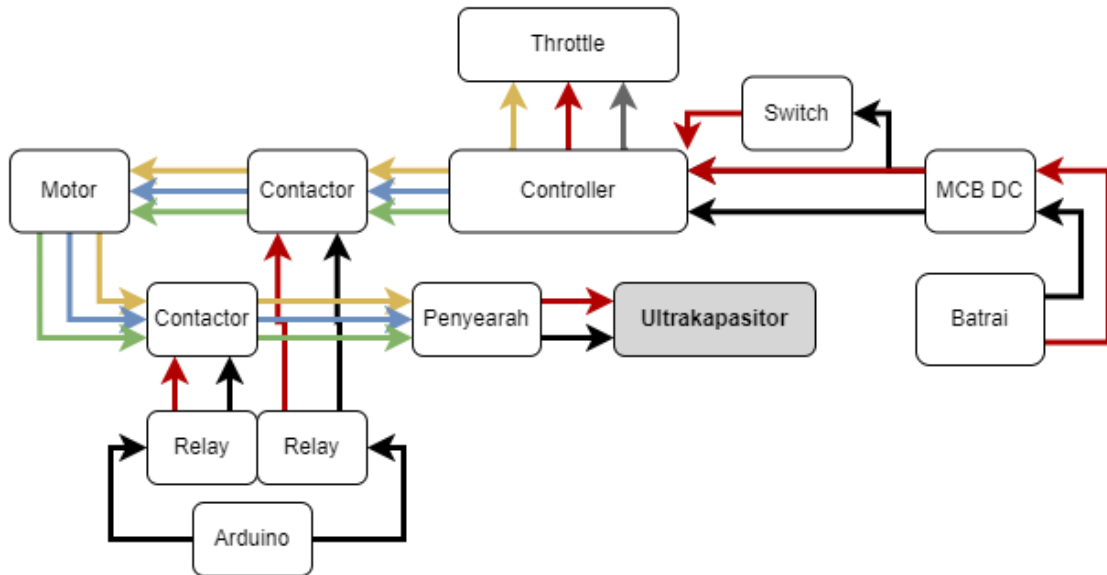 Throttle
Switch
Motor
Contactor
Controller
MCB DC
Contactor
Penyearah
Ultrakapasitor
Batrai
Relay
Relay
Arduino